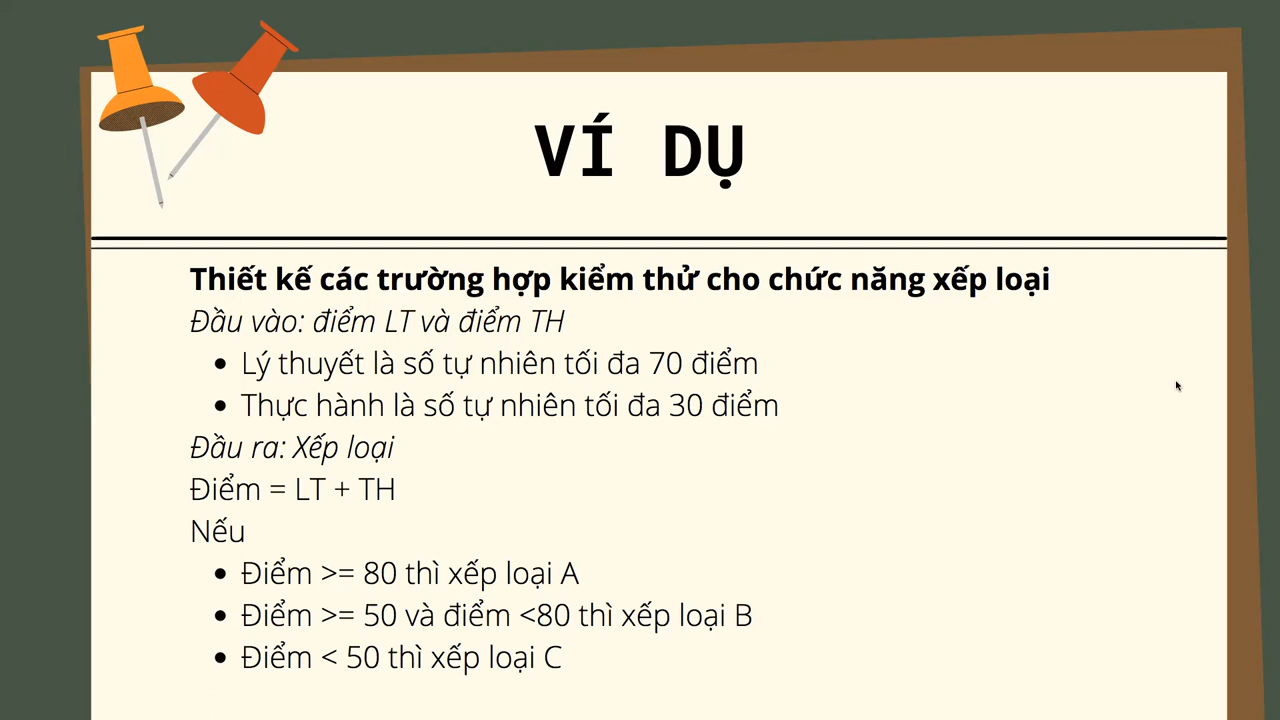 VÍ DỤ
Thiết kế các trường hợp kiểm thử cho chức năng xếp loại
Đầu vào: điểm LT và điểm TH
• Lý thuyết là số tự nhiên tối đa 70 điểm
• Thực hành là số tự nhiên tối đa 30 điểm
Đầu ra: Xếp loại
Điểm = LT + TH
Nếu
• Điểm >= 80 thì xếp loại A
• Điểm >= 50 và điểm <80 thì xếp loại B
• Điểm < 50 thì xếp loại C